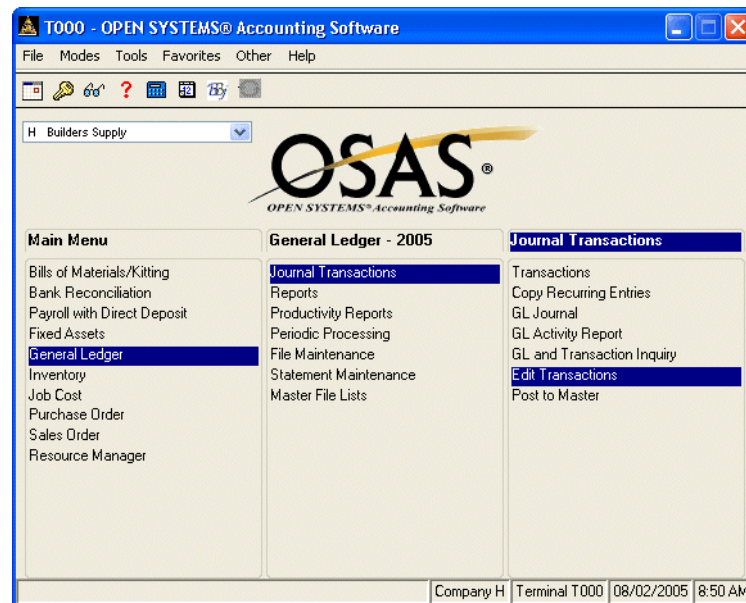 T000 - OPEN SYSTEMS® Accounting Software
File Modes Tools Favorites Other Help
H Builders Supply
OSAS®
OPEN SYSTEMS® Accounting Software
Main Menu
Bills of Materials/Kitting
Bank Reconciliation
Payroll with Direct Deposit
Fixed Assets
General Ledger
Inventory
Job Cost
Purchase Order
Sales Order
Resource Manager
General Ledger - 2005
Journal Transactions
Reports
Productivity Reports
Periodic Processing
File Maintenance
Statement Maintenance
Master File Lists
Journal Transactions
Transactions
Copy Recurring Entries
GL Journal
GL Activity Report
GL and Transaction Inquiry
Edit Transactions
Post to Master
Company H Terminal T000 08/02/2005 8:50 AM